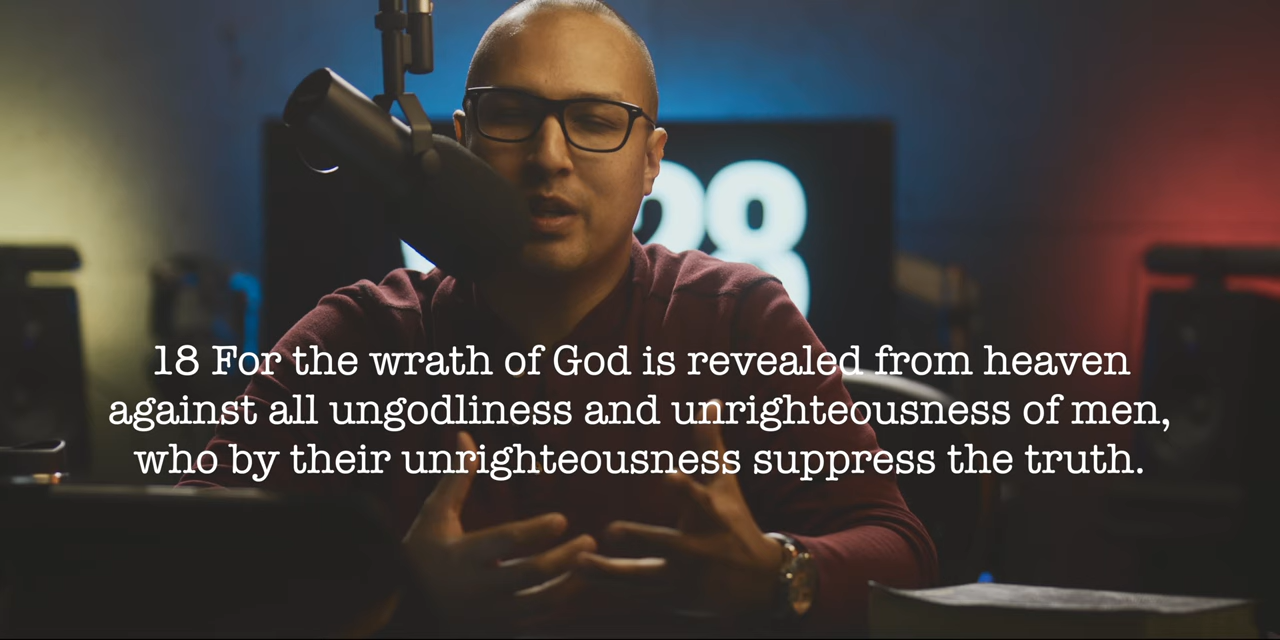 28
18 For the wrath of God is revealed from heaven
against all ungodliness and unrighteousness of men,
who by their unrighteousness suppress the truth.